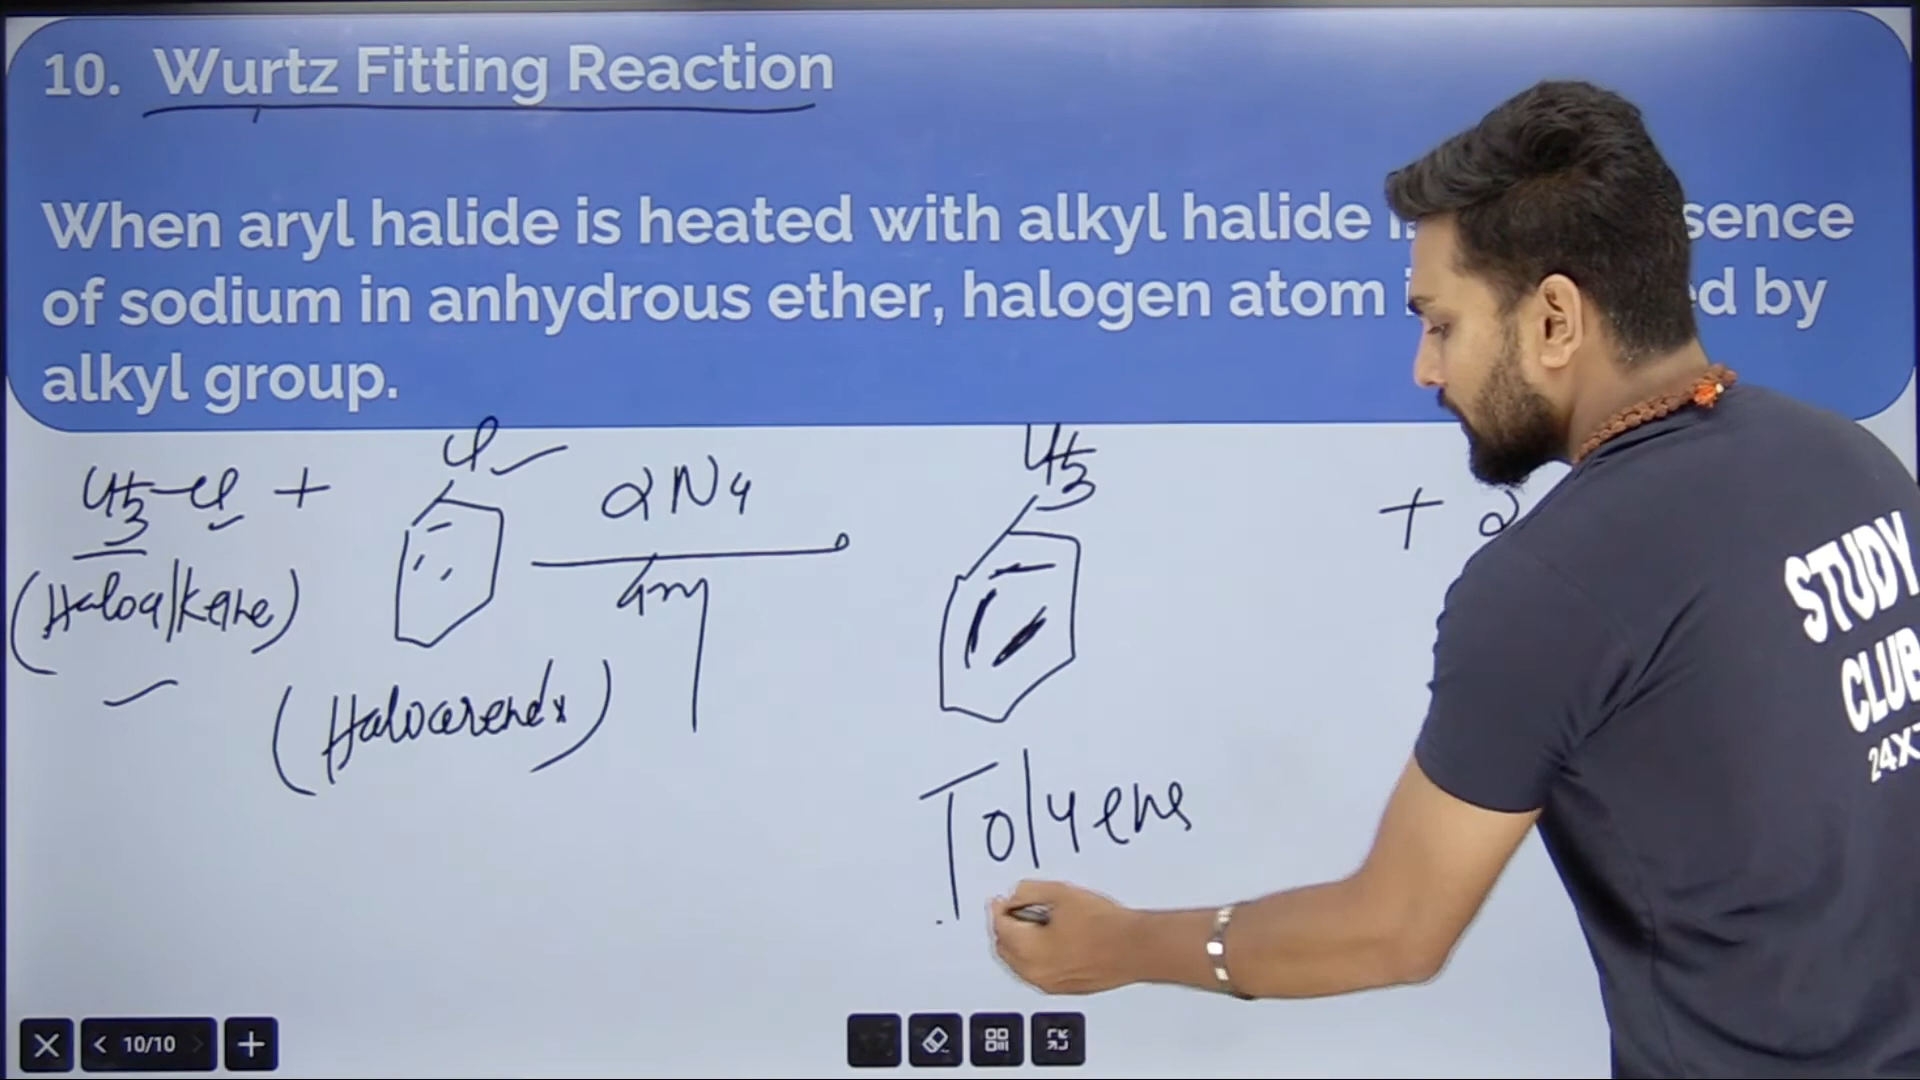 10. Wurtz Fitting Reaction
When aryl halide is heated with alkyl halide sence
of sodium in anhydrous ether, halogen atom d by
alkyl group.
CH3-Cl + Cl 2Na CH3 + 2
dry
(Haloalkane)
(Haloarenes)
Toluene
STUDY
CLUB
24X7
10/10